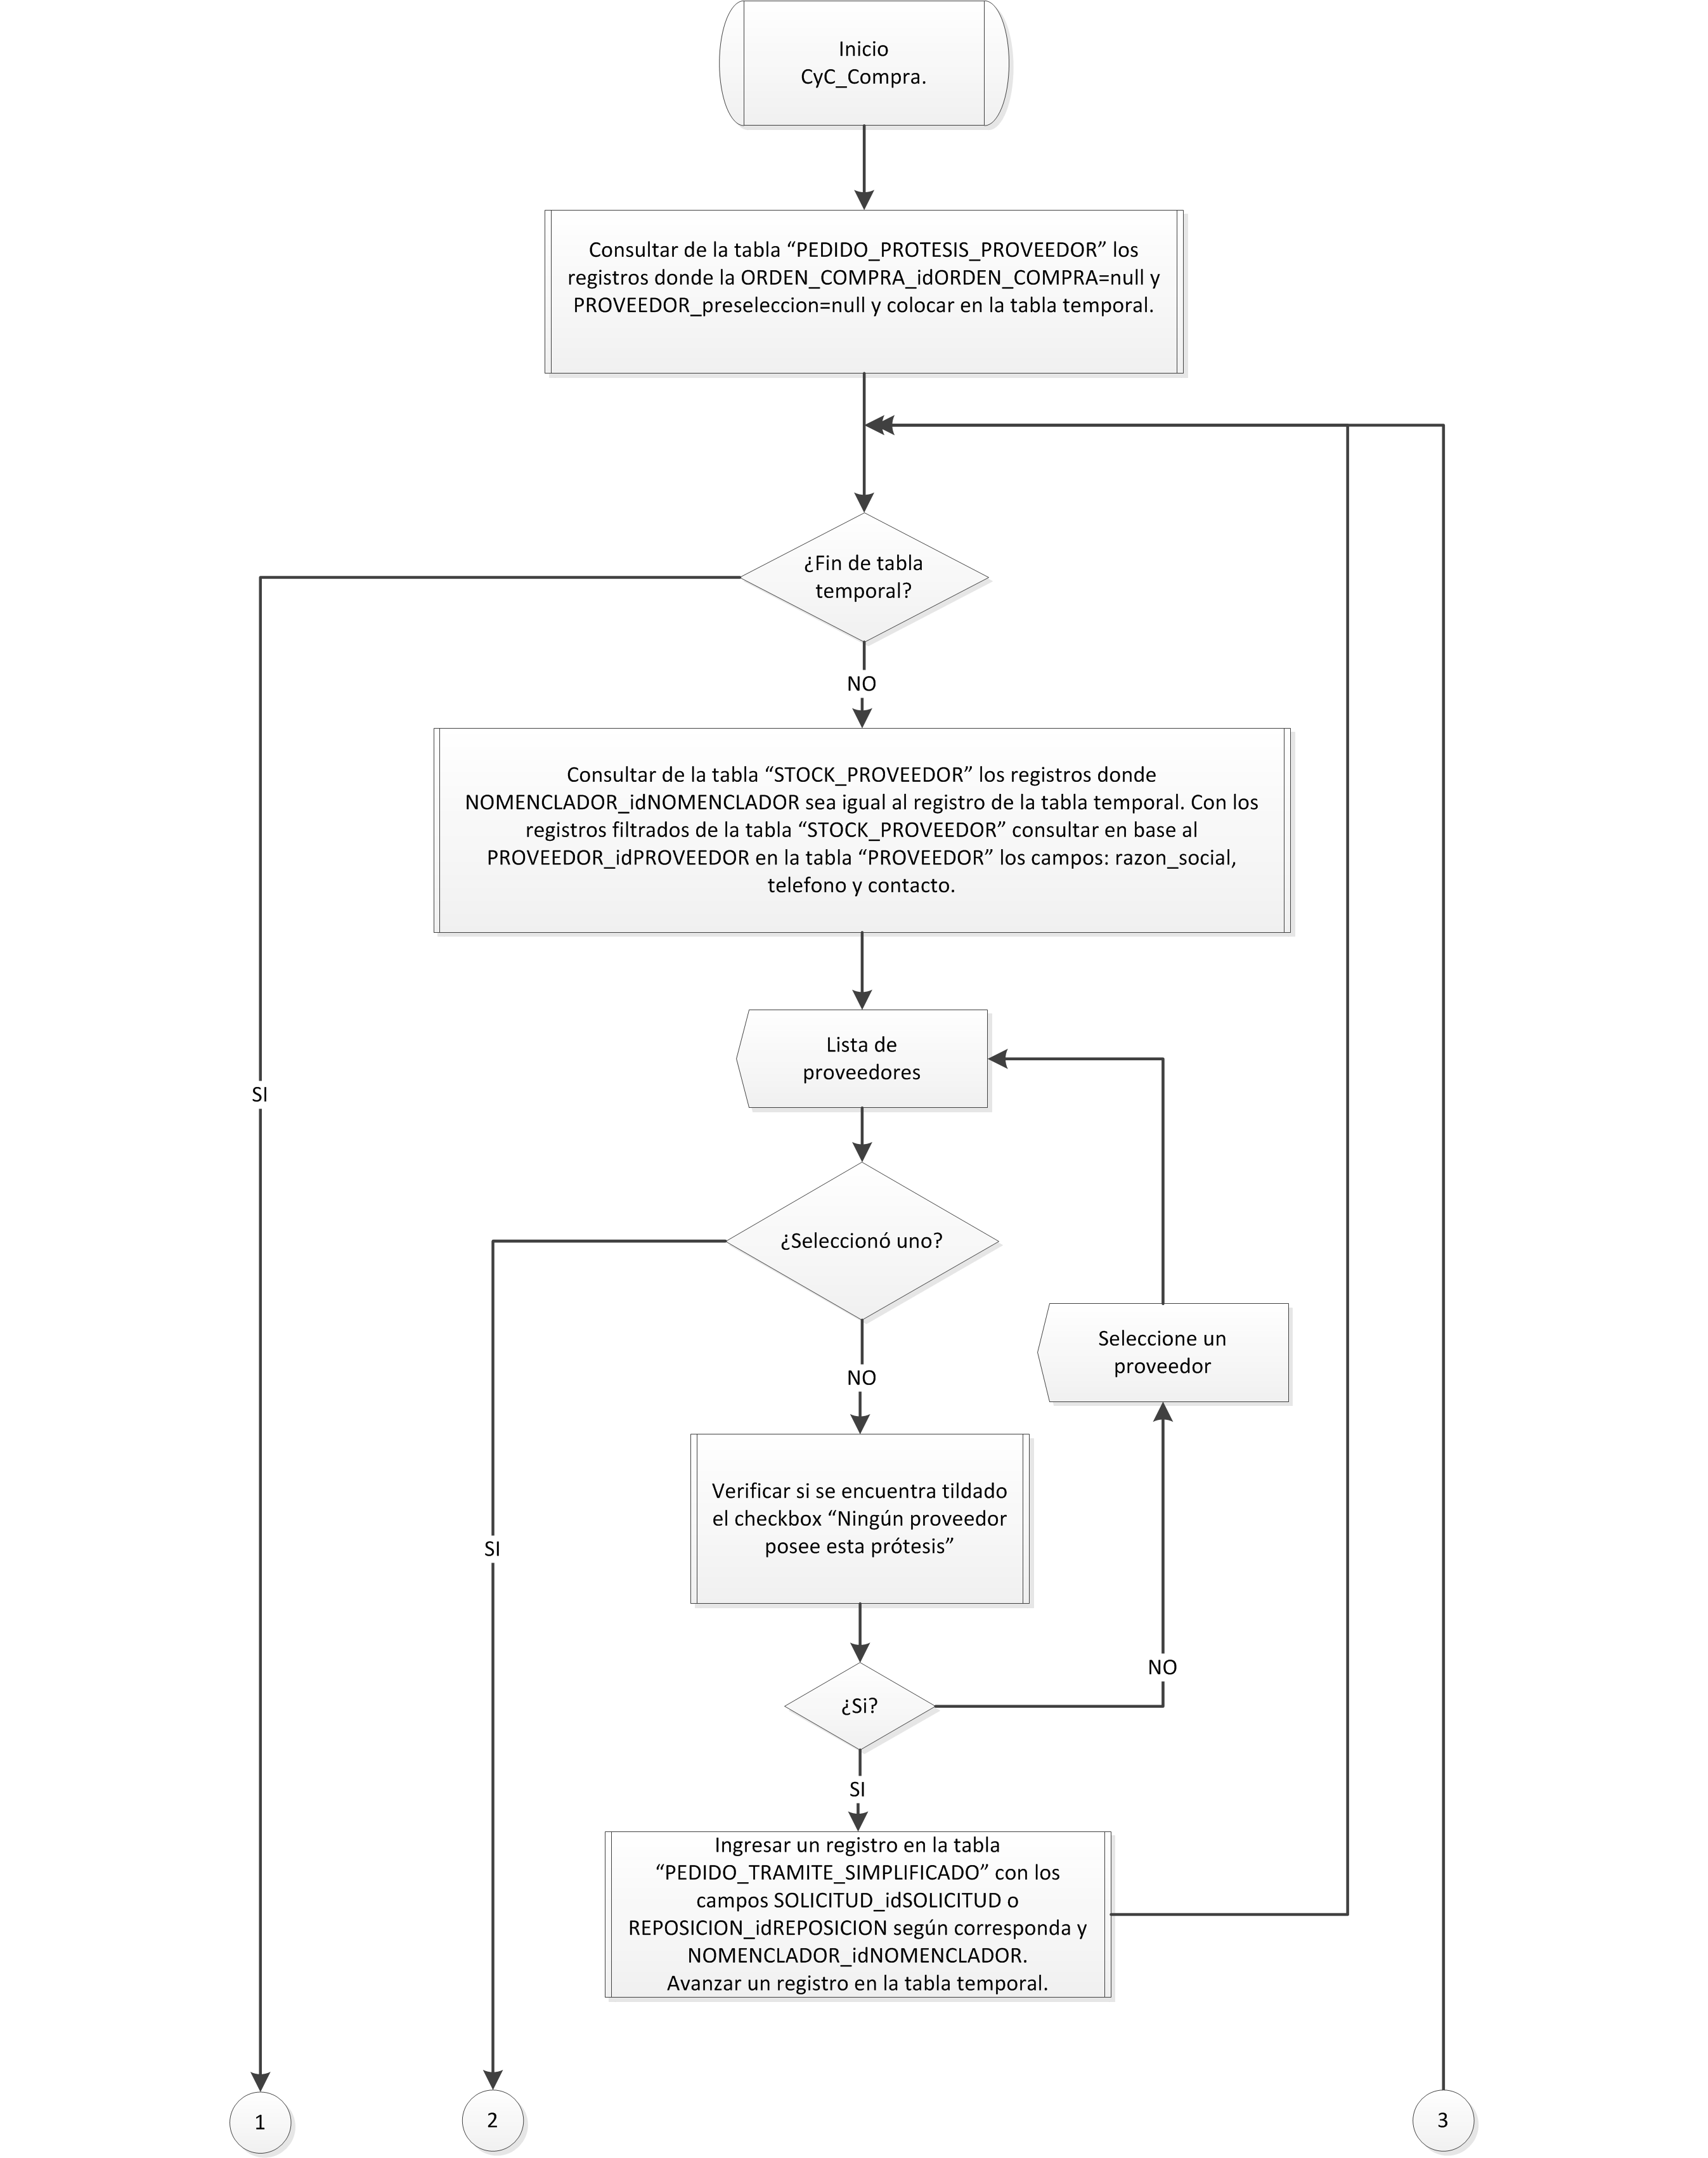 Inicio
CyC_Compra.
Consultar de la tabla “PEDIDO_PROTESIS_PROVEEDOR” los
registros donde la ORDEN_COMPRA_idORDEN_COMPRA=null y
PROVEEDOR_preseleccion=null y colocar en la tabla temporal.
¿Fin de tabla
temporal?
NO
Consultar de la tabla “STOCK_PROVEEDOR” los registros donde
NOMENCLADOR_idNOMENCLADOR sea igual al registro de la tabla temporal. Con los
registros filtrados de la tabla “STOCK_PROVEEDOR” consultar en base al
PROVEEDOR_idPROVEEDOR en la tabla “PROVEEDOR” los campos: razon_social,
telefono y contacto.
Lista de
proveedores
SI
¿Seleccionó uno?
Seleccione un
proveedor
NO
Verificar si se encuentra tildado
el checkbox “Ningún proveedor
posee esta prótesis”
SI
NO
¿Si?
SI
Ingresar un registro en la tabla
“PEDIDO_TRAMITE_SIMPLIFICADO” con los
campos SOLICITUD_idSOLICITUD o
REPOSICION_idREPOSICION según corresponda y
NOMENCLADOR_idNOMENCLADOR.
Avanzar un registro en la tabla temporal.
1
2
3